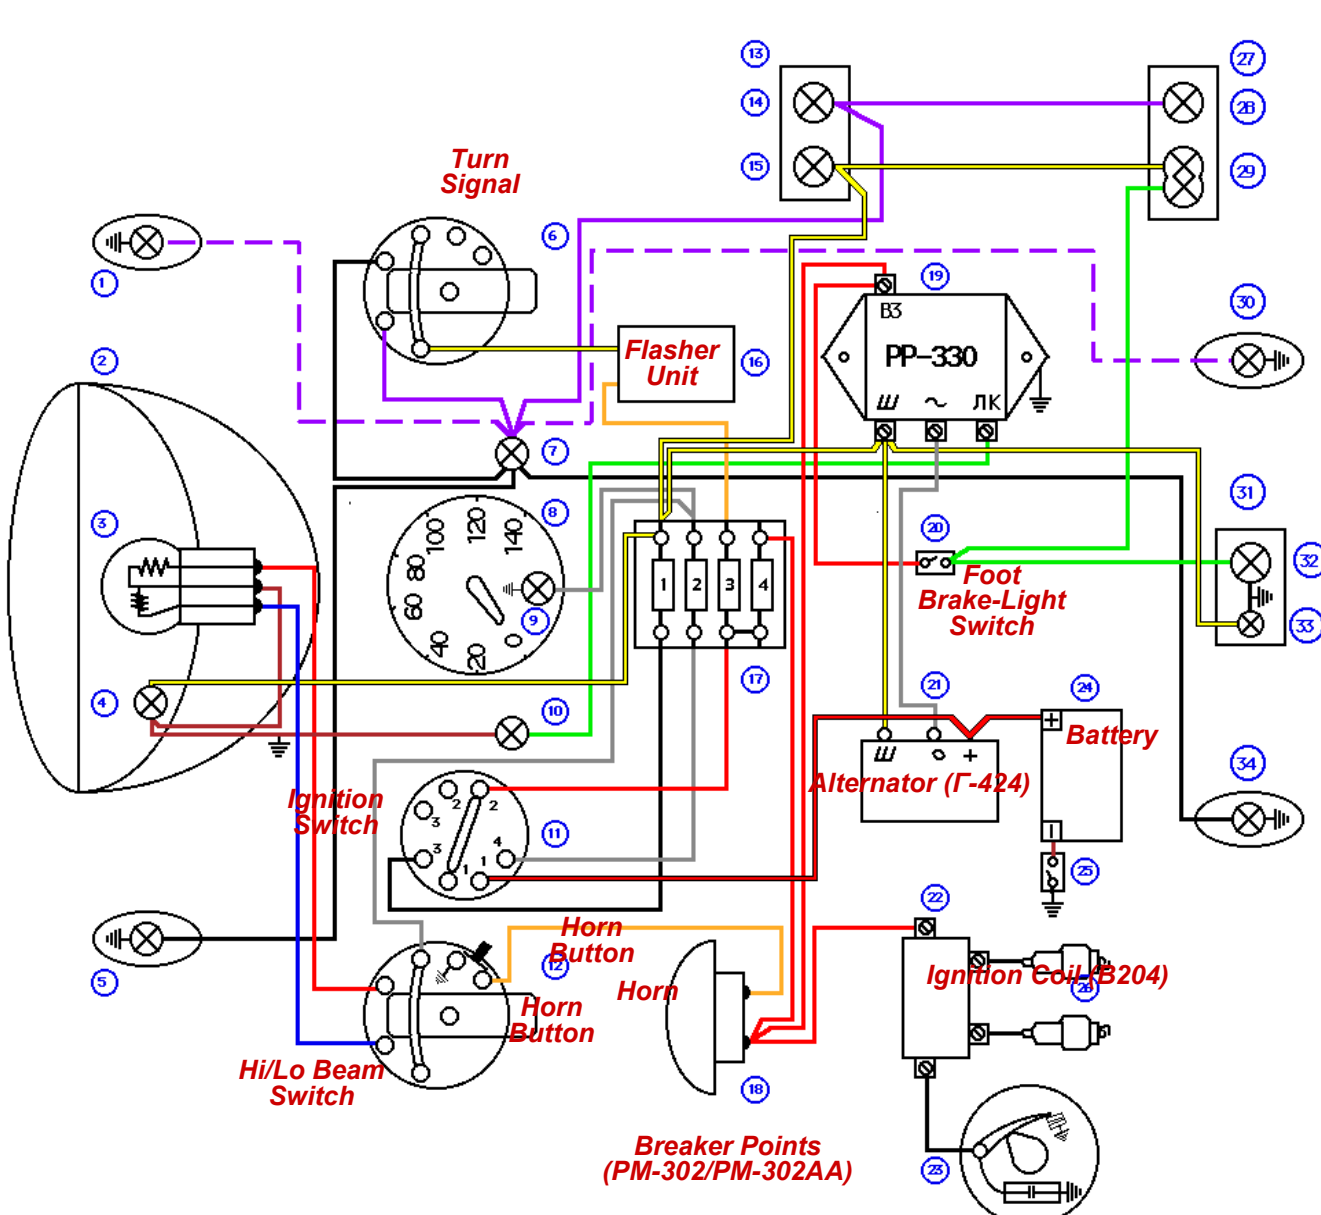 13
27
14
28
Turn
Signal
15
29
6
1
19
30
B3
2
Flasher
Unit
16
PP-330
Ш
~
ЛК
7
31
3
8
100
120
140
80
60
40
20
0
9
1
2
3
4
20
Foot
Brake-Light
Switch
32
33
17
4
10
21
24
+
Battery
Ш
+
Alternator (Г-424)
34
Ignition
Switch
2
2
3
3
4
1
1
11
−
25
22
5
Horn
Button
12
Horn
Ignition Coil (B204)
26
Horn
Button
Hi/Lo Beam
Switch
18
Breaker Points
(PM-302/PM-302AA)
23